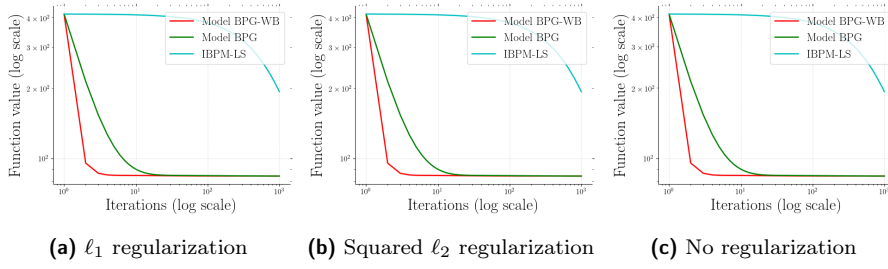 Function value (log scale)
4 × 10²
3 × 10²
2 × 10²
10²
Model BPG-WB
Model BPG
IBPM-LS
10⁰ 10¹ 10² 10³
Iterations (log scale)
(a) ℓ₁ regularization
Function value (log scale)
4 × 10²
3 × 10²
2 × 10²
10²
Model BPG-WB
Model BPG
IBPM-LS
10⁰ 10¹ 10² 10³
Iterations (log scale)
(b) Squared ℓ₂ regularization
Function value (log scale)
4 × 10²
3 × 10²
2 × 10²
10²
Model BPG-WB
Model BPG
IBPM-LS
10⁰ 10¹ 10² 10³
Iterations (log scale)
(c) No regularization